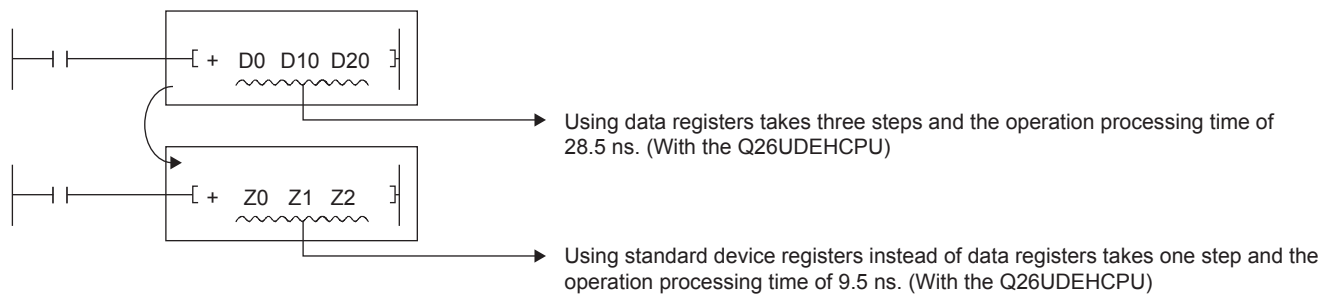 + D0 D10 D20
Using data registers takes three steps and the operation processing time of
28.5 ns. (With the Q26UDEHCPU)
+ Z0 Z1 Z2
Using standard device registers instead of data registers takes one step and the
operation processing time of 9.5 ns. (With the Q26UDEHCPU)